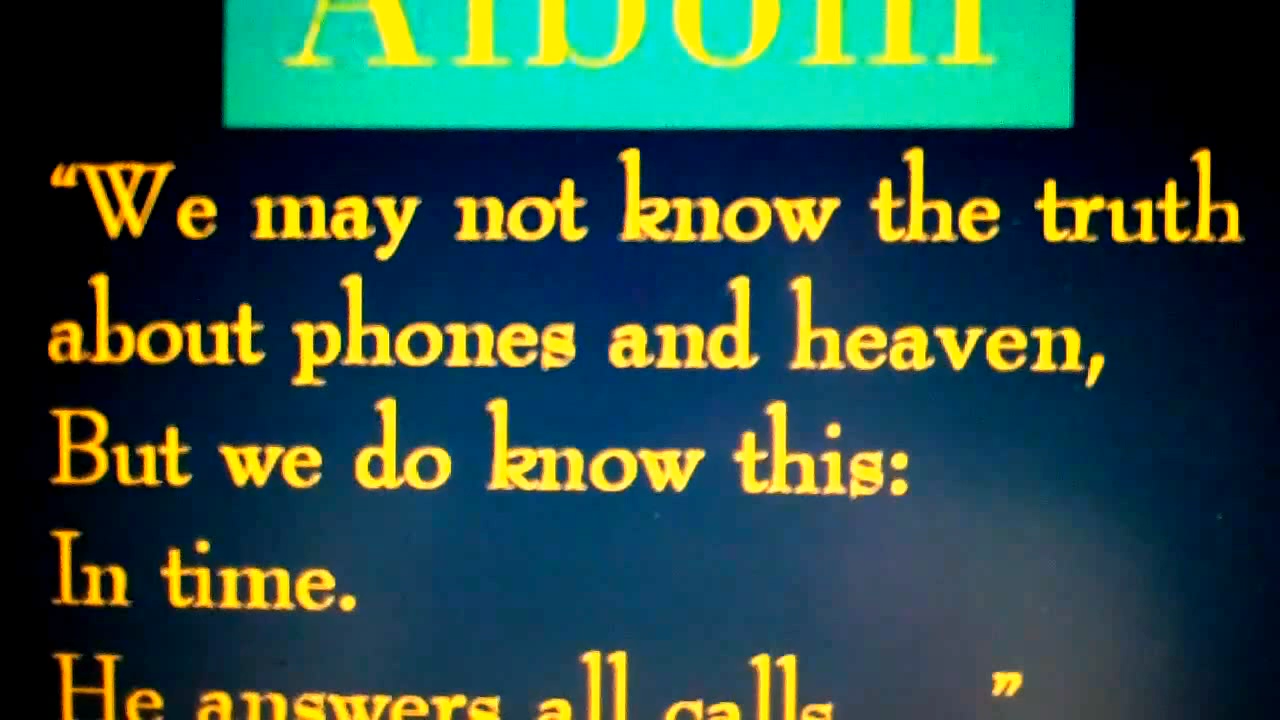 Albom
“We may not know the truth
about phones and heaven,
But we do know this:
In time.
He answers all calls ”